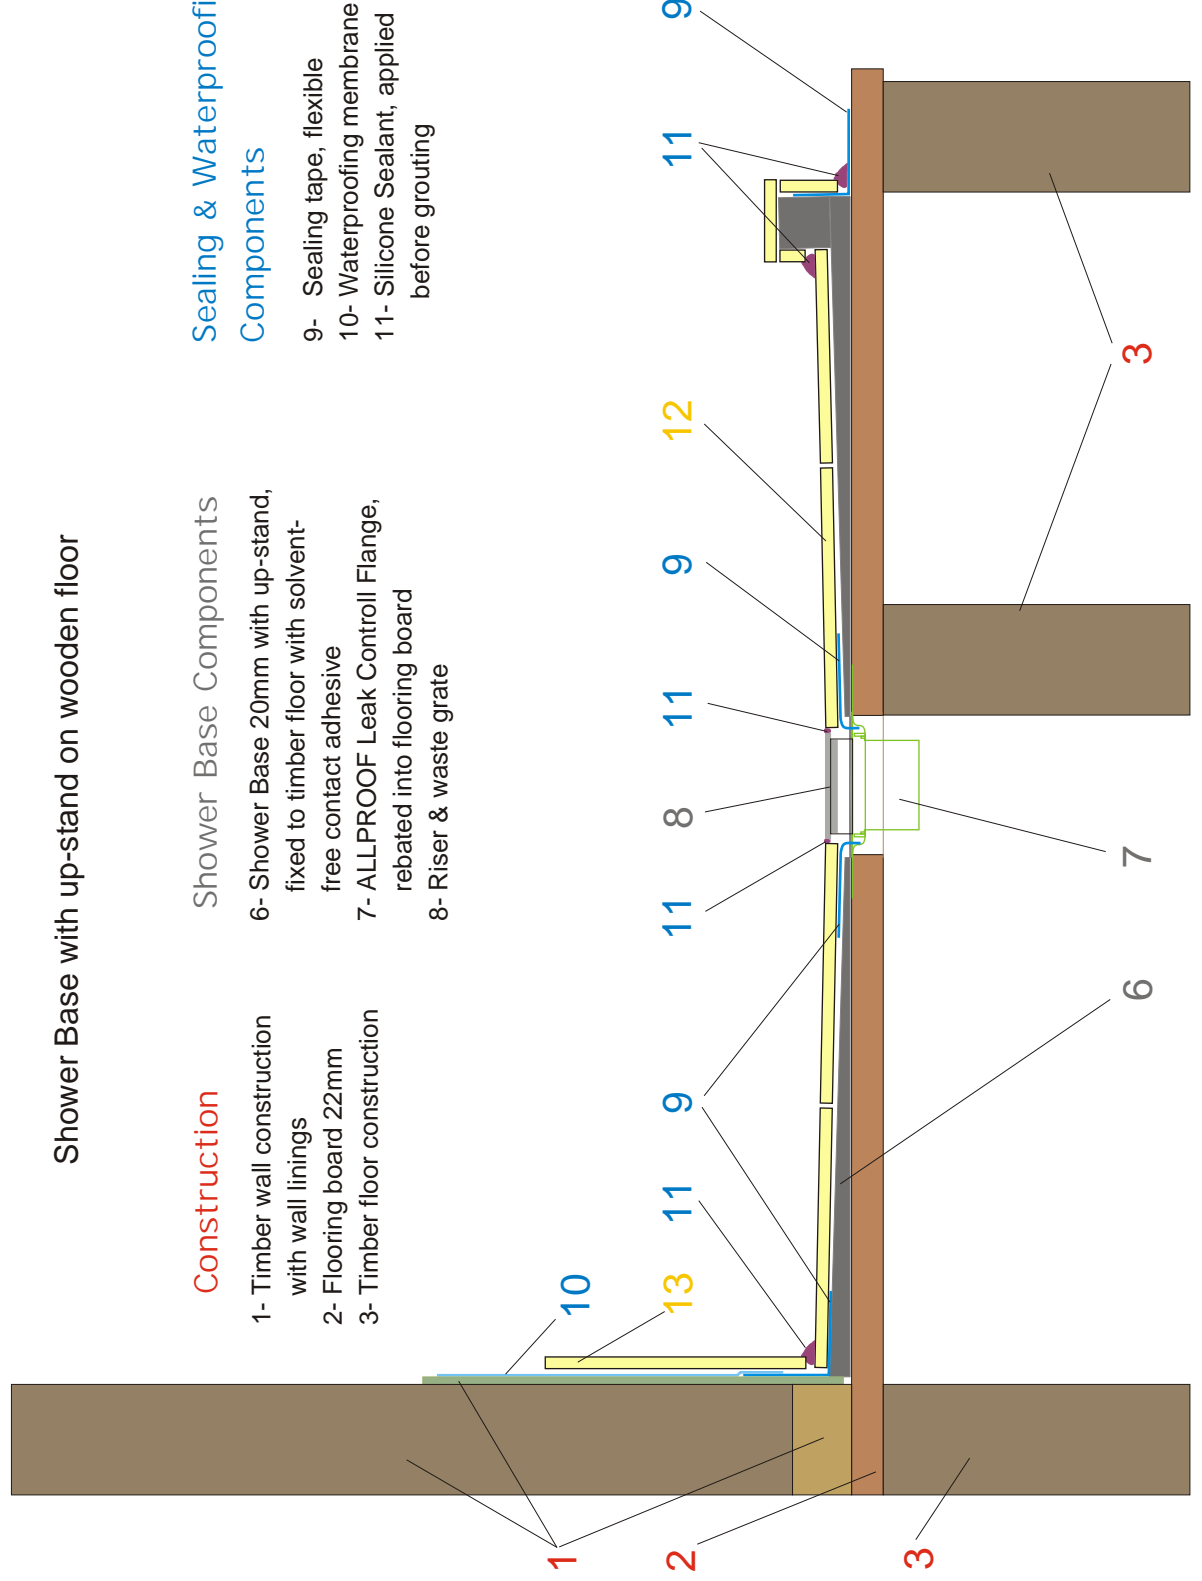 Shower Base with up-stand on wooden floor
Construction
1- Timber wall construction
with wall linings
2- Flooring board 22mm
3- Timber floor construction
Shower Base Components
6- Shower Base 20mm with up-stand,
fixed to timber floor with solvent-
free contact adhesive
7- ALLPROOF Leak Controll Flange,
rebated into flooring board
8- Riser & waste grate
Sealing & Waterproofi
Components
9- Sealing tape, flexible
10- Waterproofing membrane
11- Silicone Sealant, applied
before grouting
10
13
11
9
11
8
11
9
12
11
9
1
2
3
6
7
3